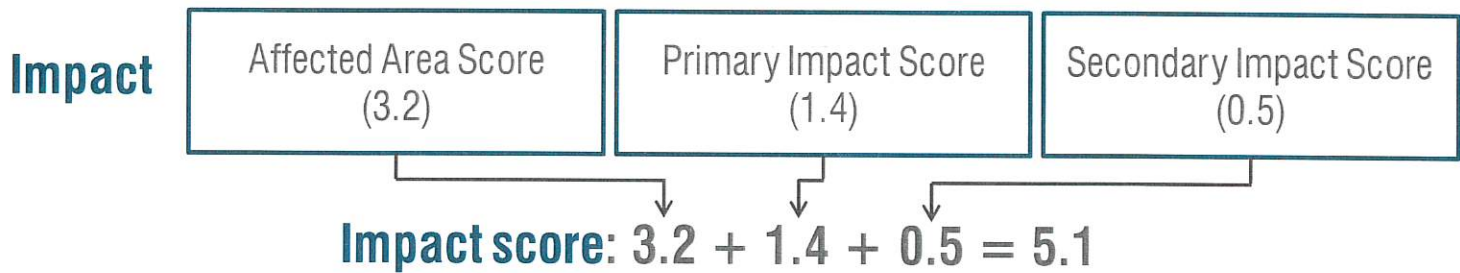 Impact
Affected Area Score
(3.2)
Primary Impact Score
(1.4)
Secondary Impact Score
(0.5)
Impact score: 3.2 + 1.4 + 0.5 = 5.1